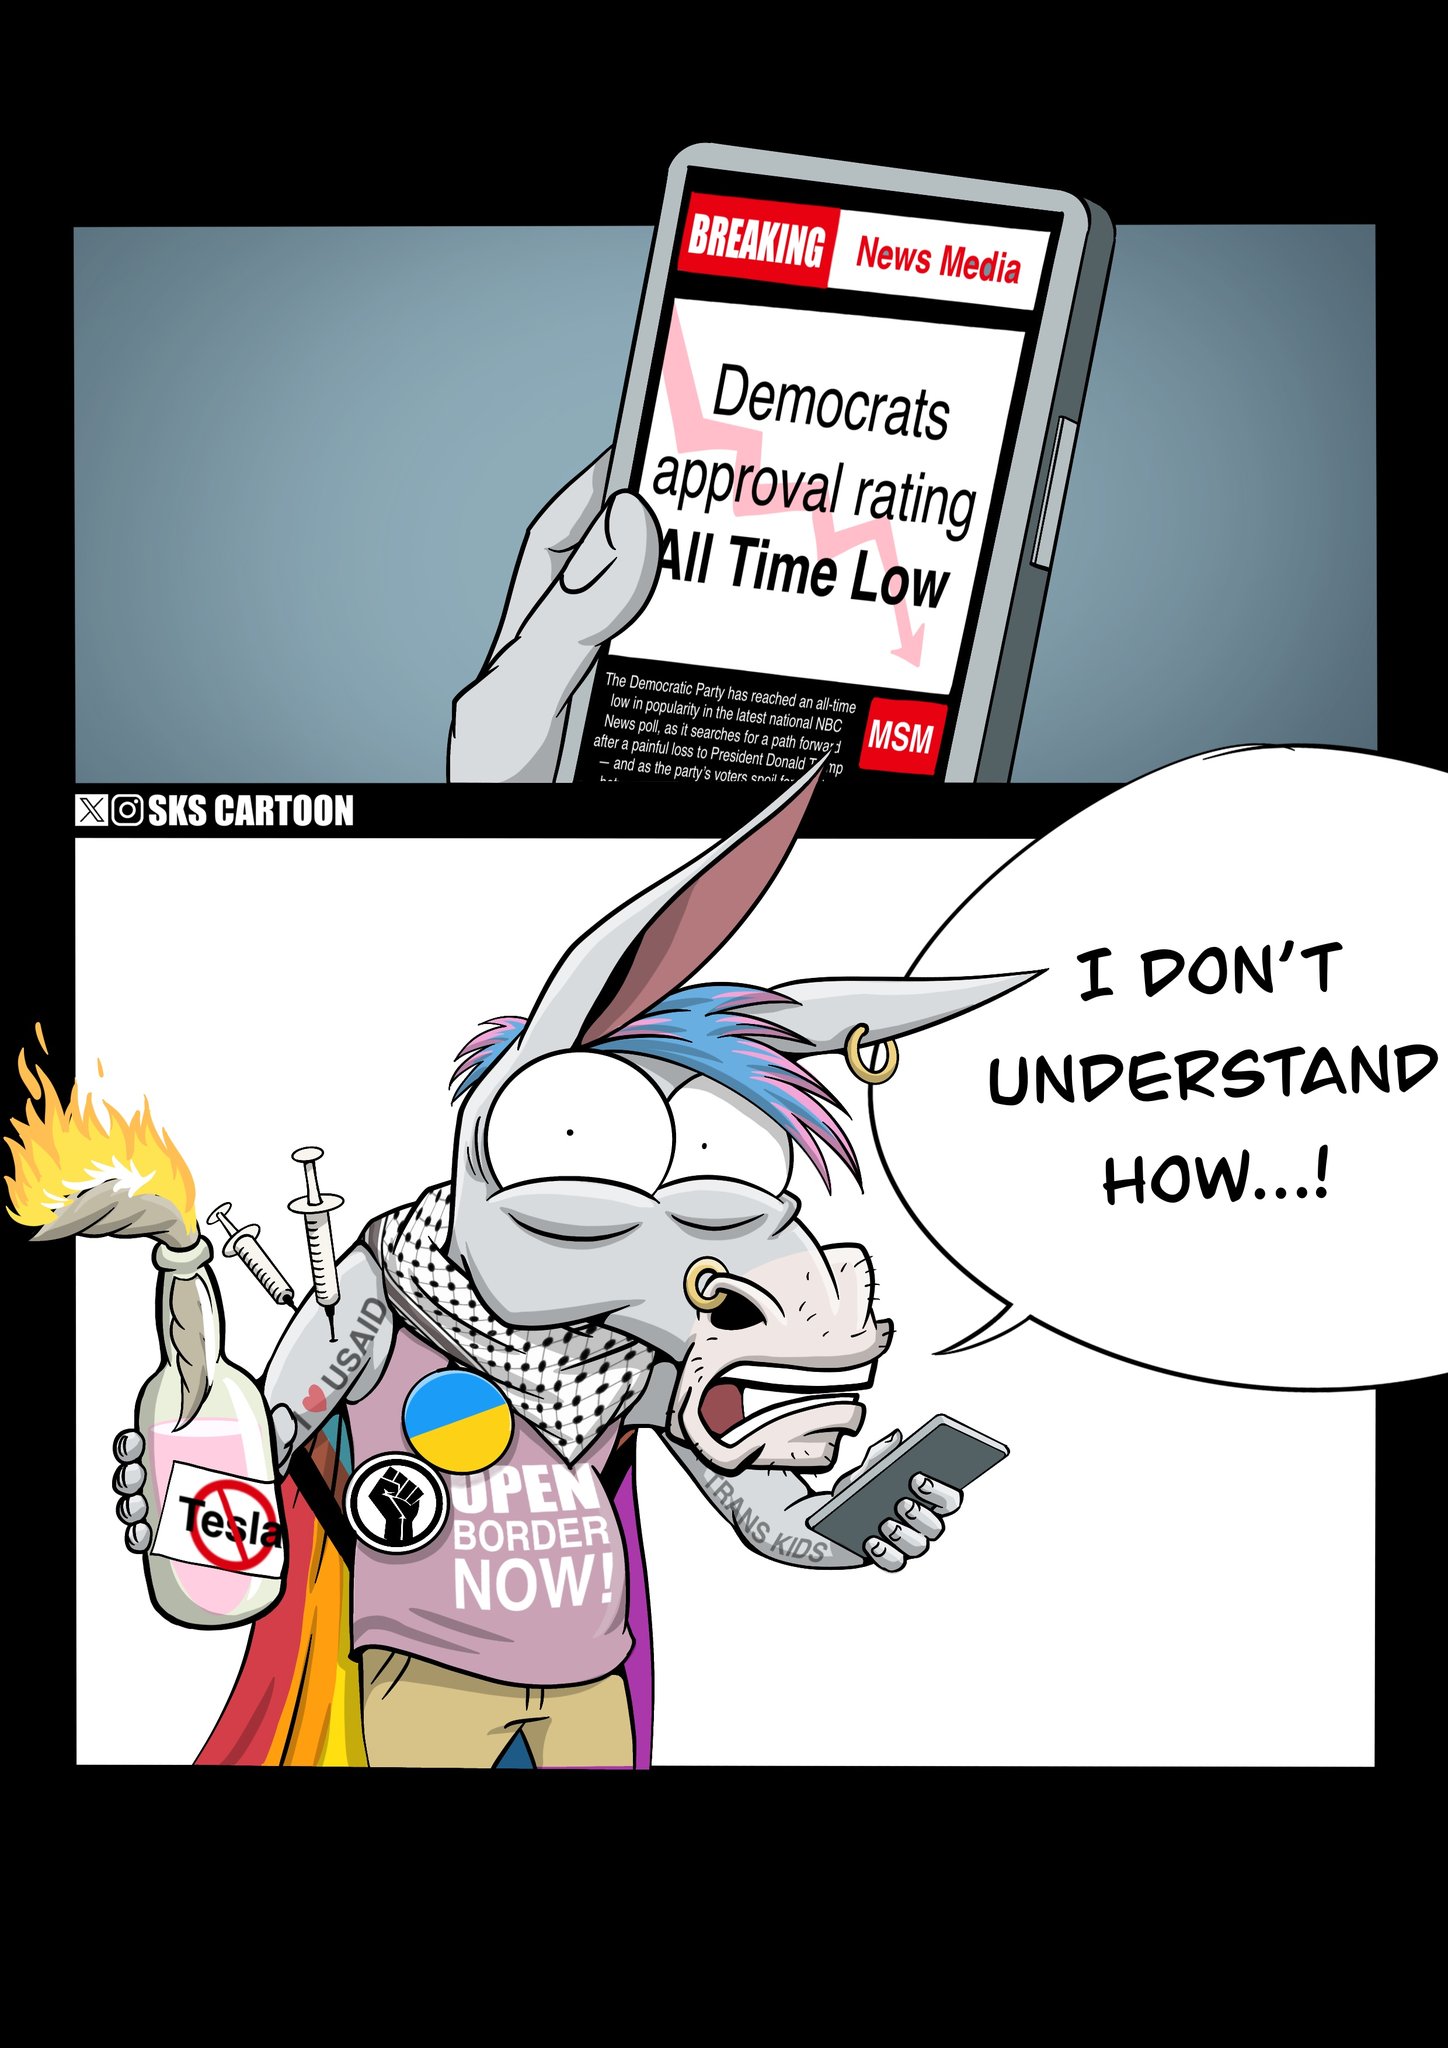 BREAKING News Media
Democrats
approval rating
All Time Low
The Democratic Party has reached an all-time
low in popularity in the latest national NBC
News poll, as it searches for a path forward
after a painful loss to President Donald
— and as the party's voters spoil
MSM
SKS CARTOON
I DON'T
UNDERSTAND
HOW...!
I ❤ USAID
Tesla
OPEN
BORDER
NOW!
TRANS KIDS